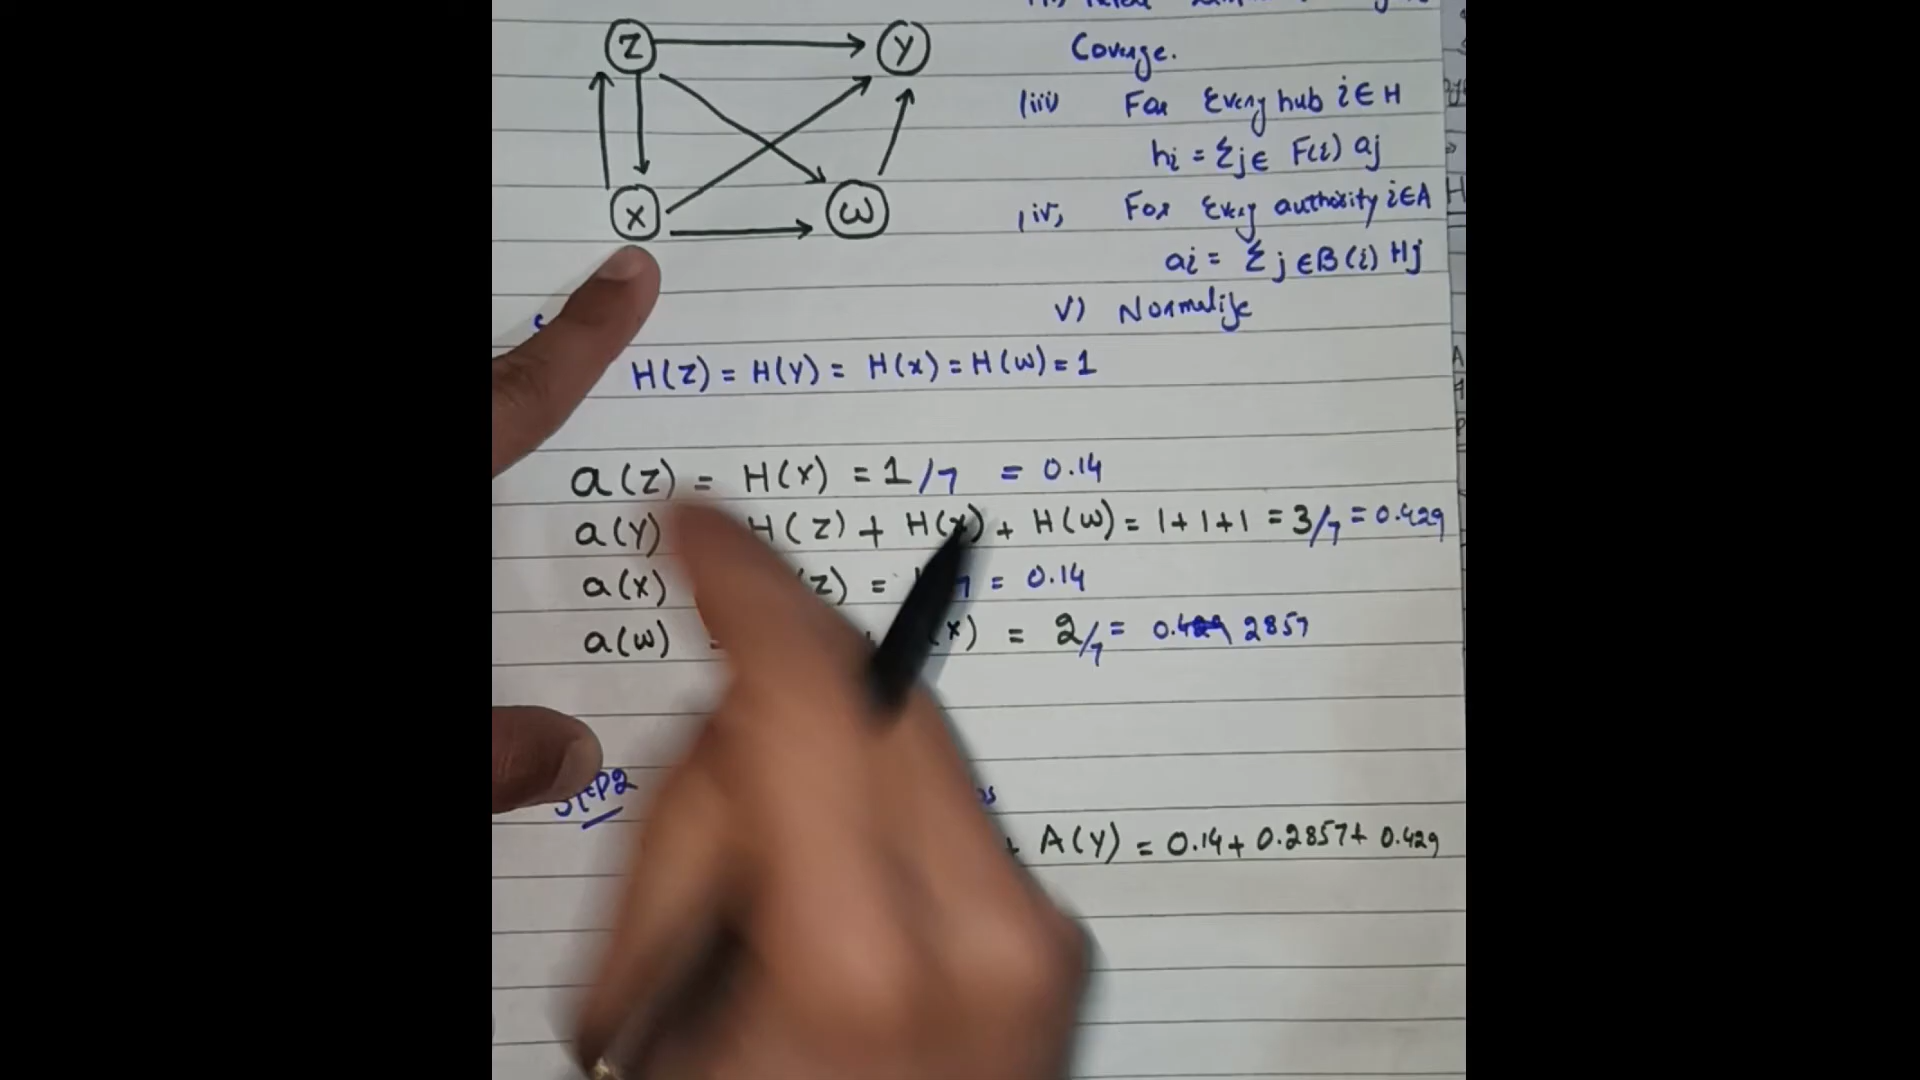 Z
Y
X
W
Converge.
(iii) For Every hub i ∈ H
hi = Σj∈ F(i) aj
(iv) For Every authority i∈A
ai = Σ j ∈B(i) Hj
v) Normalize
H(Z) = H(Y) = H(x) = H(w) = 1
a(z) = H(x) = 1/7 = 0.14
a(Y) H(Z) + H(x) + H(w) = 1+1+1 = 3/7 = 0.429
a(x) (z) = = 0.14
a(w) = (x) = 2/7 = 0. 2857
Step2
+ A(Y) = 0.14 + 0.2857 + 0.429